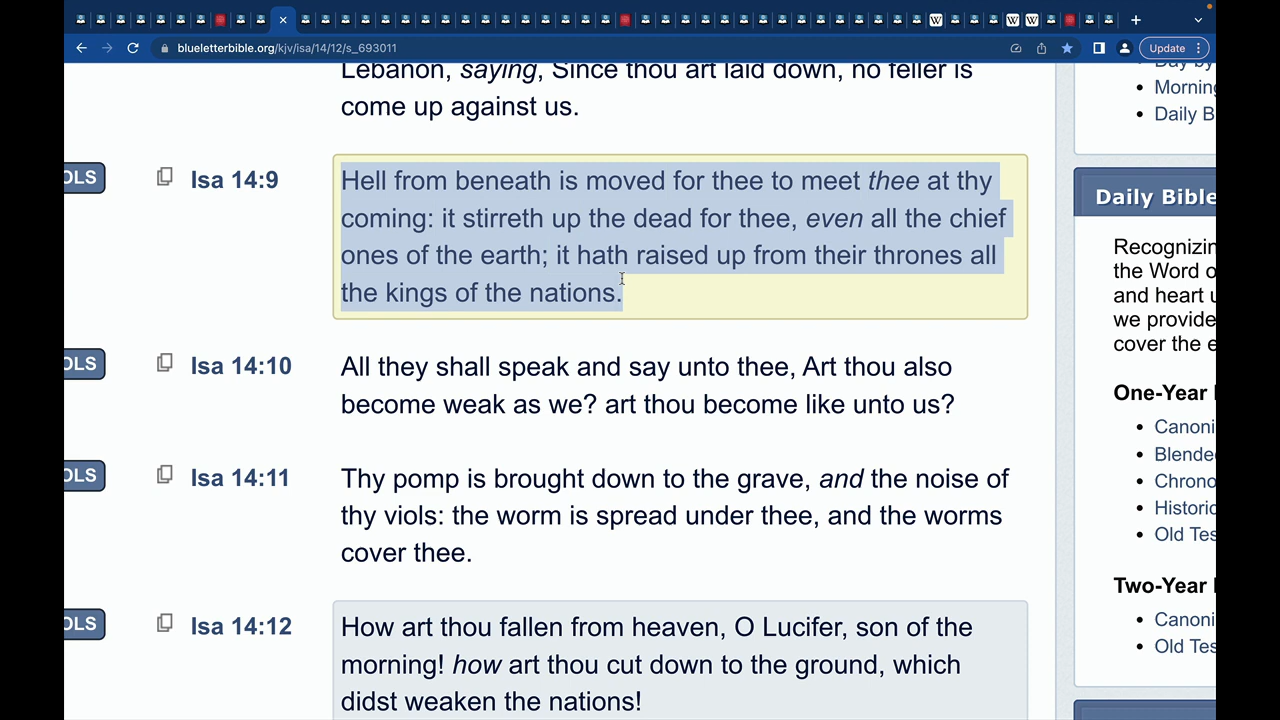 W
W
W
blueletterbible.org/kjv/isa/14/12/s_693011
Update
Lebanon, saying, Since thou art laid down, no feller is
come up against us.
OLS
Isa 14:9
Hell from beneath is moved for thee to meet thee at thy
coming: it stirreth up the dead for thee, even all the chief
ones of the earth; it hath raised up from their thrones all
the kings of the nations.
OLS
Isa 14:10
All they shall speak and say unto thee, Art thou also
become weak as we? art thou become like unto us?
OLS
Isa 14:11
Thy pomp is brought down to the grave, and the noise of
thy viols: the worm is spread under thee, and the worms
cover thee.
OLS
Isa 14:12
How art thou fallen from heaven, O Lucifer, son of the
morning! how art thou cut down to the ground, which
didst weaken the nations!
Day by
Morning
Daily B
Daily Bible
Recognizin
the Word o
and heart u
we provide
cover the e
One-Year
Canoni
Blende
Chrono
Historic
Old Tes
Two-Year
Canoni
Old Tes